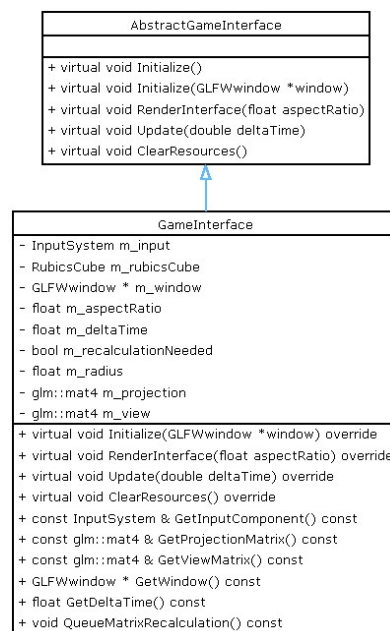 AbstractGameInterface
+ virtual void Initialize()
+ virtual void Initialize(GLFWwindow *window)
+ virtual void RenderInterface(float aspectRatio)
+ virtual void Update(double deltaTime)
+ virtual void ClearResources()
GameInterface
- InputSystem m_input
- RubicsCube m_rubicsCube
- GLFWwindow * m_window
- float m_aspectRatio
- float m_deltaTime
- bool m_recalculationNeeded
- float m_radius
- glm::mat4 m_projection
- glm::mat4 m_view
+ virtual void Initialize(GLFWwindow *window) override
+ virtual void RenderInterface(float aspectRatio) override
+ virtual void Update(double deltaTime) override
+ virtual void ClearResources() override
+ const InputSystem & GetInputComponent() const
+ const glm::mat4 & GetProjectionMatrix() const
+ const glm::mat4 & GetViewMatrix() const
+ GLFWwindow * GetWindow() const
+ float GetDeltaTime() const
+ void QueueMatrixRecalculation() const